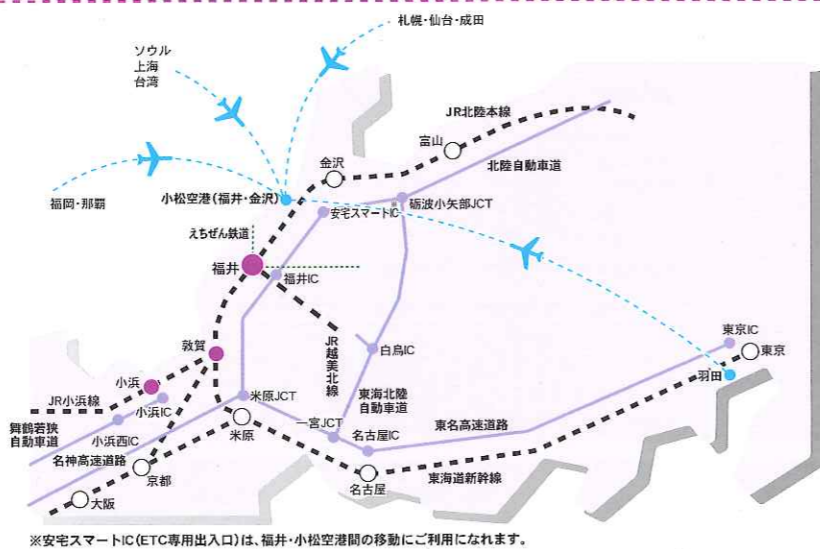 札幌・仙台・成田
ソウル
上海
台湾
JR北陸本線
富山
金沢
北陸自動車道
福岡・那覇
小松空港(福井・金沢)
安宅スマートIC
砺波小矢部JCT
えちぜん鉄道
福井
福井IC
JR越美北線
白鳥IC
東京IC
東京
羽田
敦賀
小浜
JR小浜線
小浜IC
米原JCT
東海北陸
自動車道
舞鶴若狭
自動車道
小浜西IC
一宮JCT
名古屋IC
東名高速道路
名神高速道路
米原
京都
名古屋
東海道新幹線
大阪
※安宅スマートIC(ETC専用出入口)は、福井・小松空港間の移動にご利用になれます。